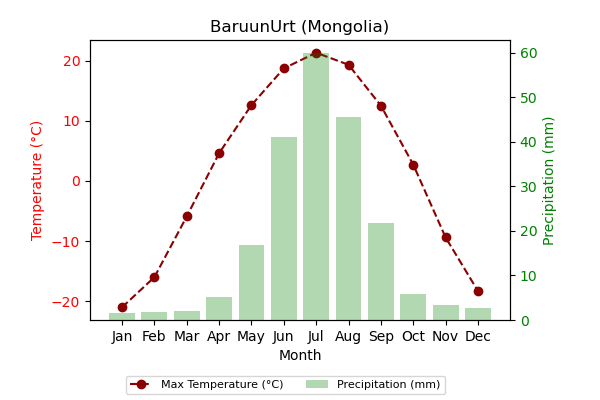 BaruunUrt (Mongolia)
20
10
0
−10
−20
Temperature (°C)
60
50
40
30
20
10
0
Precipitation (mm)
Jan Feb Mar Apr May Jun Jul Aug Sep Oct Nov Dec
Month
Max Temperature (°C) Precipitation (mm)